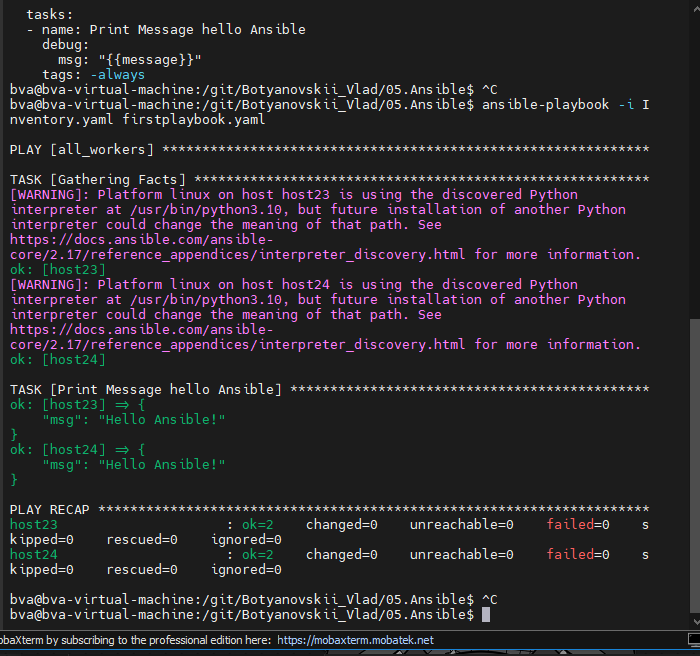 tasks:
  - name: Print Message hello Ansible
    debug:
      msg: "{{message}}"
    tags: -always
bva@bva-virtual-machine:/git/Botyanovskii_Vlad/05.Ansible$ ^C
bva@bva-virtual-machine:/git/Botyanovskii_Vlad/05.Ansible$ ansible-playbook -i I
nventory.yaml firstplaybook.yaml

PLAY [all_workers] *************************************************************

TASK [Gathering Facts] *********************************************************
[WARNING]: Platform linux on host host23 is using the discovered Python
interpreter at /usr/bin/python3.10, but future installation of another Python
interpreter could change the meaning of that path. See
https://docs.ansible.com/ansible-
core/2.17/reference_appendices/interpreter_discovery.html for more information.
ok: [host23]
[WARNING]: Platform linux on host host24 is using the discovered Python
interpreter at /usr/bin/python3.10, but future installation of another Python
interpreter could change the meaning of that path. See
https://docs.ansible.com/ansible-
core/2.17/reference_appendices/interpreter_discovery.html for more information.
ok: [host24]

TASK [Print Message hello Ansible] *********************************************
ok: [host23] => {
    "msg": "Hello Ansible!"
}
ok: [host24] => {
    "msg": "Hello Ansible!"
}

PLAY RECAP *********************************************************************
host23                     : ok=2    changed=0    unreachable=0    failed=0    s
kipped=0    rescued=0    ignored=0
host24                     : ok=2    changed=0    unreachable=0    failed=0    s
kipped=0    rescued=0    ignored=0

bva@bva-virtual-machine:/git/Botyanovskii_Vlad/05.Ansible$ ^C
bva@bva-virtual-machine:/git/Botyanovskii_Vlad/05.Ansible$
obaXterm by subscribing to the professional edition here: https://mobaxterm.mobatek.net